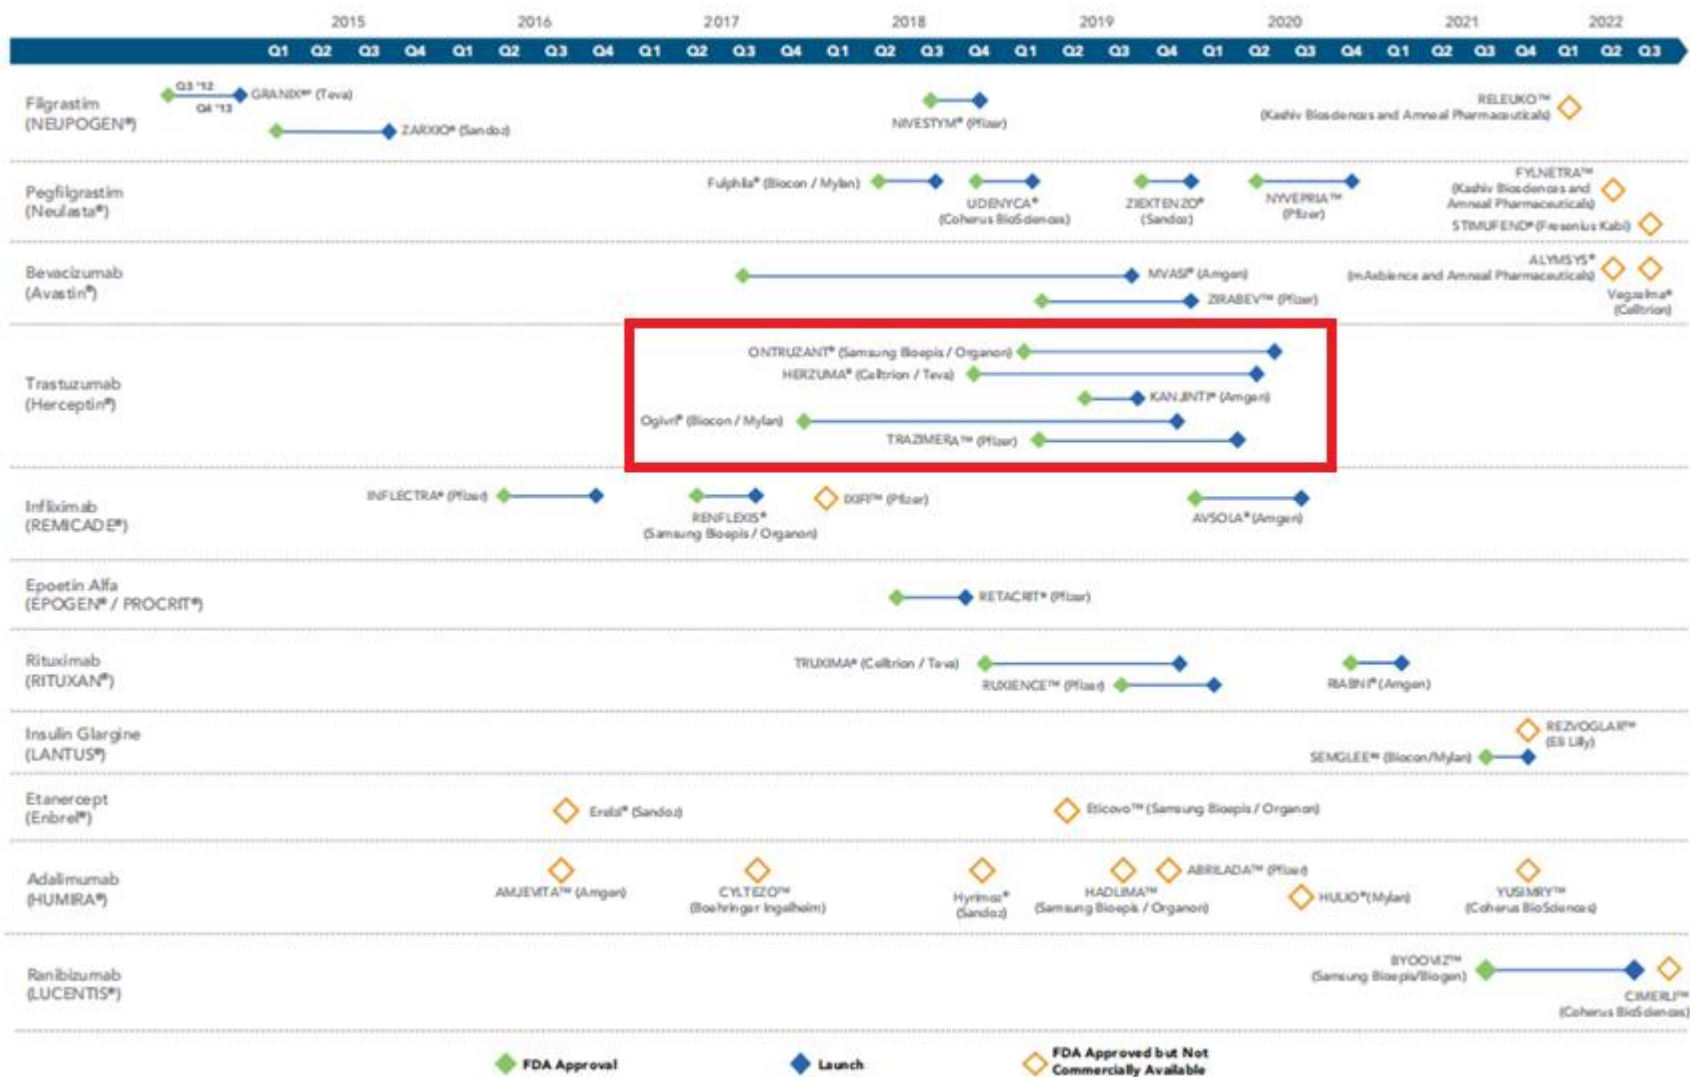 2015 2016 2017 2018 2019 2020 2021 2022
Q1 Q2 Q3 Q4 Q1 Q2 Q3 Q4 Q1 Q2 Q3 Q4 Q1 Q2 Q3 Q4 Q1 Q2 Q3 Q4 Q1 Q2 Q3 Q4 Q1 Q2 Q3 Q4 Q1 Q2 Q3
Filgrastim
(NEUPOGEN®)
Q3 '12
Q4 '13
GRANIX®* (Teva)
ZARXIO® (Sandoz)
NIVESTYM® (Pfizer)
RELEUKO™
(Kashiv Biosciences and Amneal Pharmaceuticals)
Pegfilgrastim
(Neulasta®)
Fulphila® (Biocon / Mylan)
UDENYCA®
(Coherus BioSciences)
ZIEXTENZO®
(Sandoz)
NYVEPRIA™
(Pfizer)
FYLNETRA™
(Kashiv Biosciences and
Amneal Pharmaceuticals)
STIMUFEND® (Fresenius Kabi)
Bevacizumab
(Avastin®)
MVASI® (Amgen)
ZIRABEV™ (Pfizer)
ALYMSYS®
(mAbxience and Amneal Pharmaceuticals)
Vegzelma®
(Celltrion)
Trastuzumab
(Herceptin®)
ONTRUZANT® (Samsung Bioepis / Organon)
HERZUMA® (Celltrion / Teva)
KANJINTI® (Amgen)
Ogivri® (Biocon / Mylan)
TRAZIMERA™ (Pfizer)
Infliximab
(REMICADE®)
INFLECTRA® (Pfizer)
RENFLEXIS®
(Samsung Bioepis / Organon)
IXIFI™ (Pfizer)
AVSOLA® (Amgen)
Epoetin Alfa
(EPOGEN® / PROCRIT®)
RETACRIT® (Pfizer)
Rituximab
(RITUXAN®)
TRUXIMA® (Celltrion / Teva)
RUXIENCE™ (Pfizer)
RIABNI® (Amgen)
Insulin Glargine
(LANTUS®)
REZVOGLAR™
(Eli Lilly)
SEMGLEE® (Biocon/Mylan)
Etanercept
(Enbrel®)
Erelzi® (Sandoz)
Eticovo™ (Samsung Bioepis / Organon)
Adalimumab
(HUMIRA®)
AMJEVITA™ (Amgen)
CYLTEZO™
(Boehringer Ingelheim)
Hyrimoz®
(Sandoz)
HADLIMA™
(Samsung Bioepis / Organon)
ABRILADA™ (Pfizer)
HULIO® (Mylan)
YUSIMRY™
(Coherus BioSciences)
Ranibizumab
(LUCENTIS®)
BYOOVIZ™
(Samsung Bioepis/Biogen)
CIMERLI™
(Coherus BioSciences)
FDA Approval
Launch
FDA Approved but Not
Commercially Available